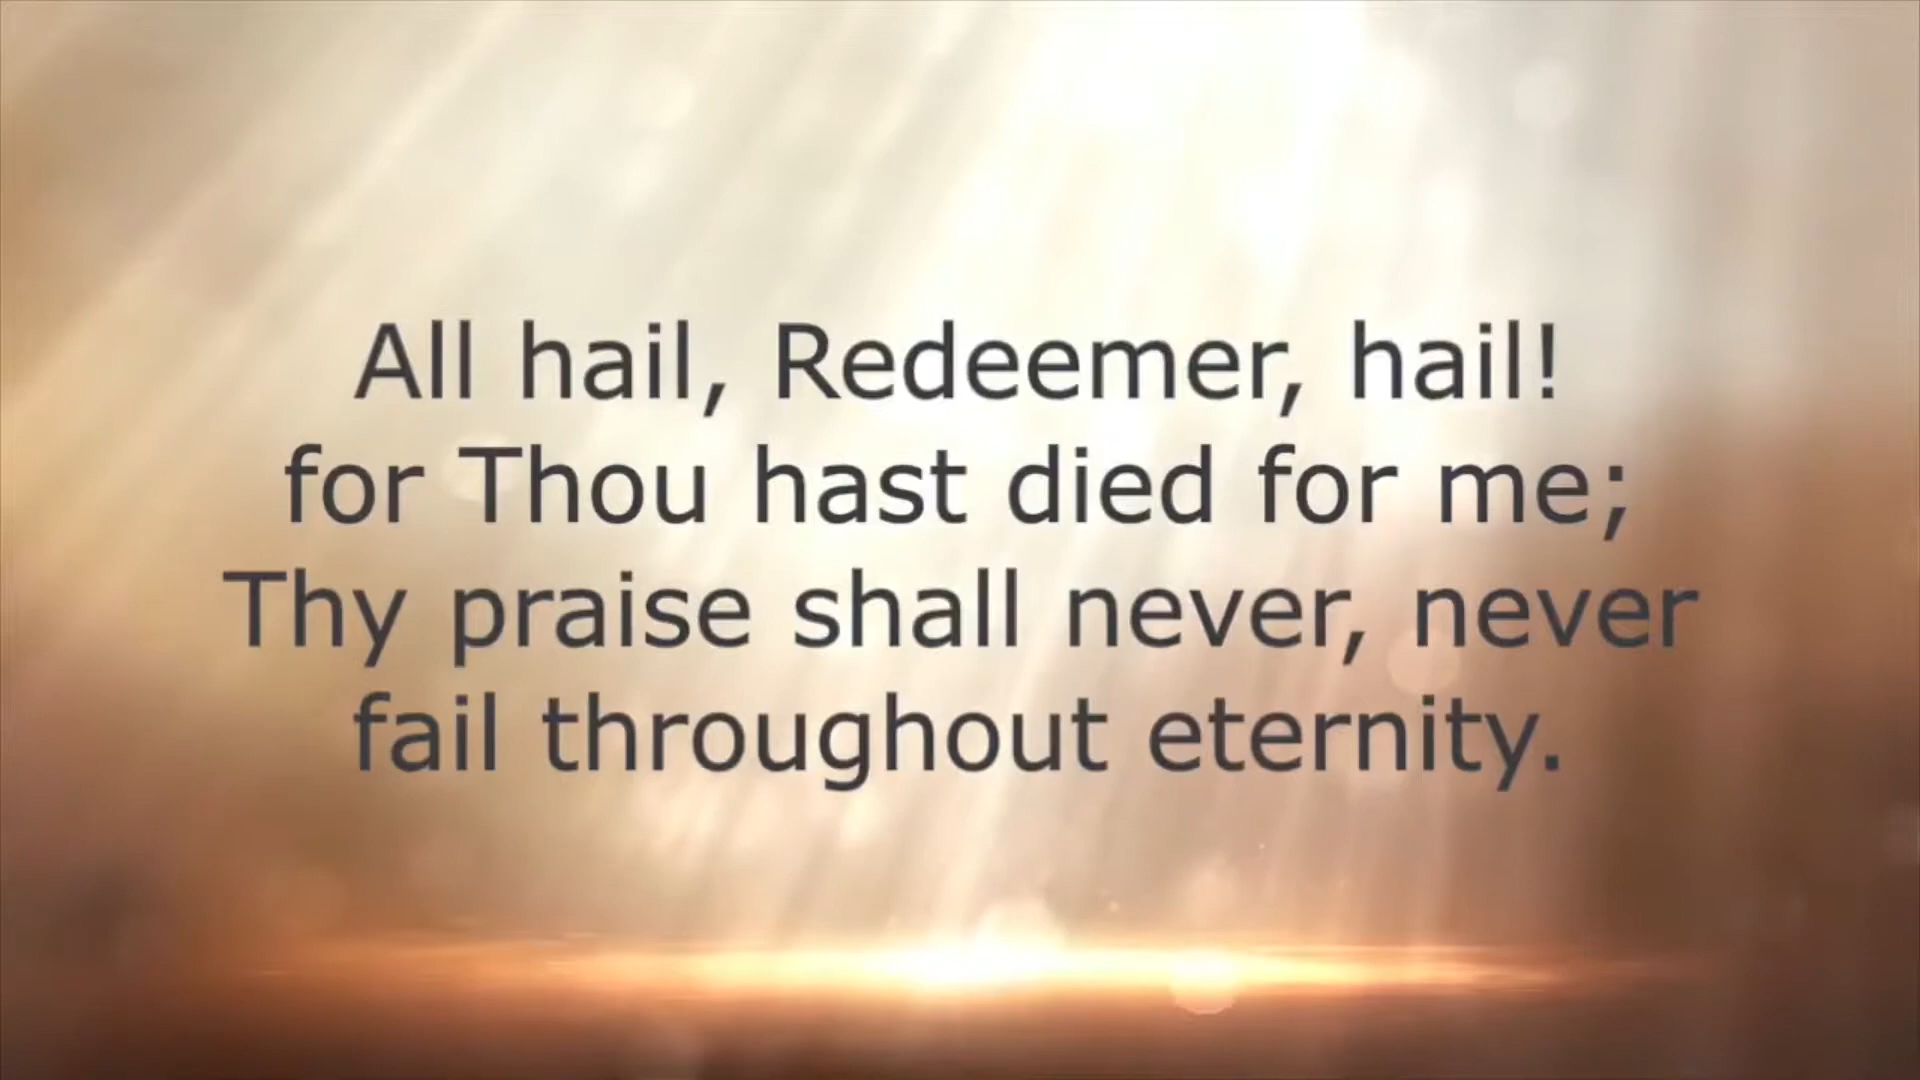 All hail, Redeemer, hail!
for Thou hast died for me;
Thy praise shall never, never
fail throughout eternity.